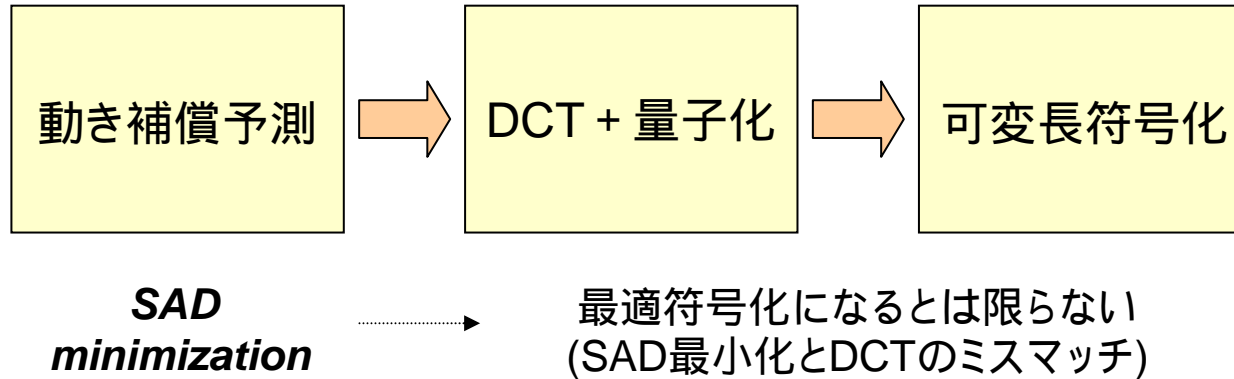 動き補償予測
DCT + 量子化
可変長符号化
SAD
minimization
最適符号化になるとは限らない
(SAD最小化とDCTのミスマッチ)